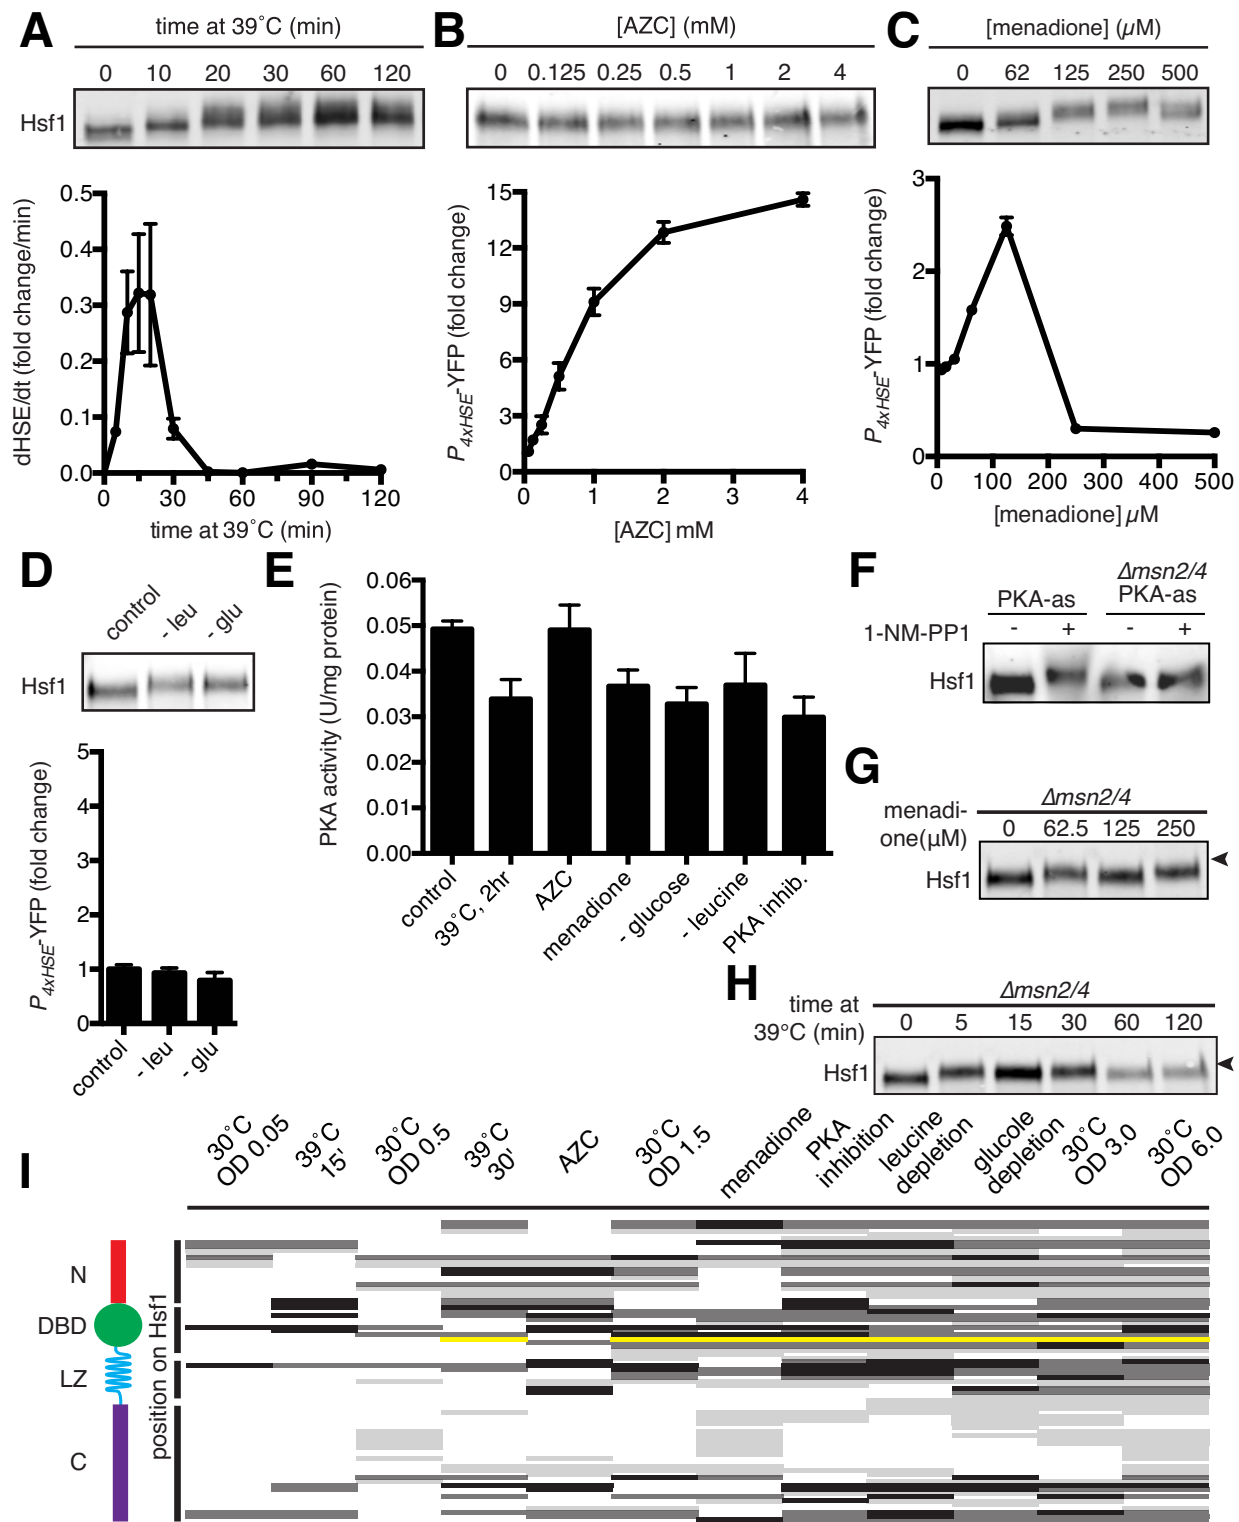 A
time at 39˚C (min)
0 10 20 30 60 120
Hsf1
0.5
0.4
0.3
0.2
0.1
0.0
dHSE/dt (fold change/min)
0 30 60 90 120
time at 39˚C (min)
B
[AZC] (mM)
0 0.125 0.25 0.5 1 2 4
15
12
9
6
3
0
P4xHSE-YFP (fold change)
0 1 2 3 4
[AZC] mM
C
[menadione] (µM)
0 62 125 250 500
3
2
1
0
P4xHSE-YFP (fold change)
0 100 200 300 400 500
[menadione] µM
D
control - leu - glu
Hsf1
5
4
3
2
1
0
P4xHSE-YFP (fold change)
control - leu - glu
E
0.06
0.05
0.04
0.03
0.02
0.01
0.00
PKA activity (U/mg protein)
control 39˚C, 2hr AZC menadione - glucose - leucine PKA inhib.
F
PKA-as
Δmsn2/4
PKA-as
1-NM-PP1 - + - +
Hsf1
G
Δmsn2/4
menadi-
one(µM) 0 62.5 125 250
Hsf1
H
Δmsn2/4
time at
39°C (min) 0 5 15 30 60 120
Hsf1
I
30˚C
OD 0.05
39˚C
15'
30˚C
OD 0.5
39˚C
30'
AZC
30˚C
OD 1.5
menadione
PKA
inhibition
leucine
depletion
glucole
depletion
30˚C
OD 3.0
30˚C
OD 6.0
N
DBD
LZ
C
position on Hsf1